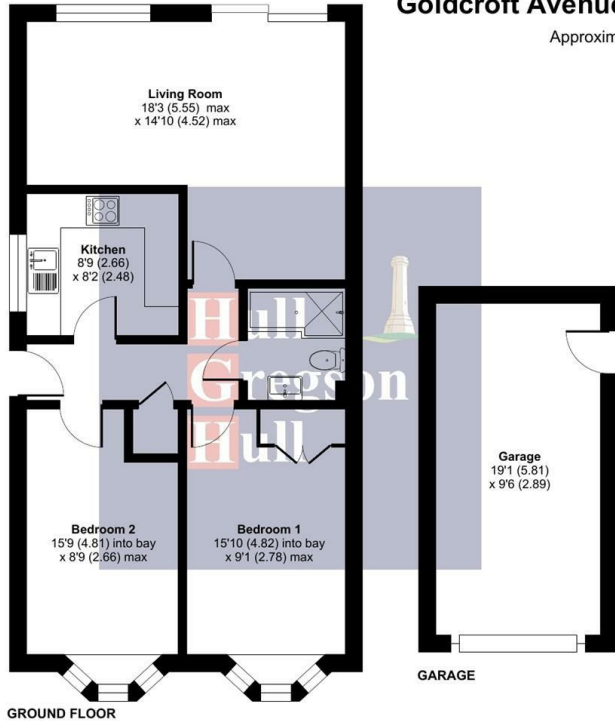 Goldcroft Avenue
Approxim
Living Room
18'3 (5.55) max
x 14'10 (4.52) max
Kitchen
8'9 (2.66)
x 8'2 (2.48)
Hull
Gregson
Hull
Garage
19'1 (5.81)
x 9'6 (2.89)
Bedroom 2
15'9 (4.81) into bay
x 8'9 (2.66) max
Bedroom 1
15'10 (4.82) into bay
x 9'1 (2.78) max
GARAGE
GROUND FLOOR